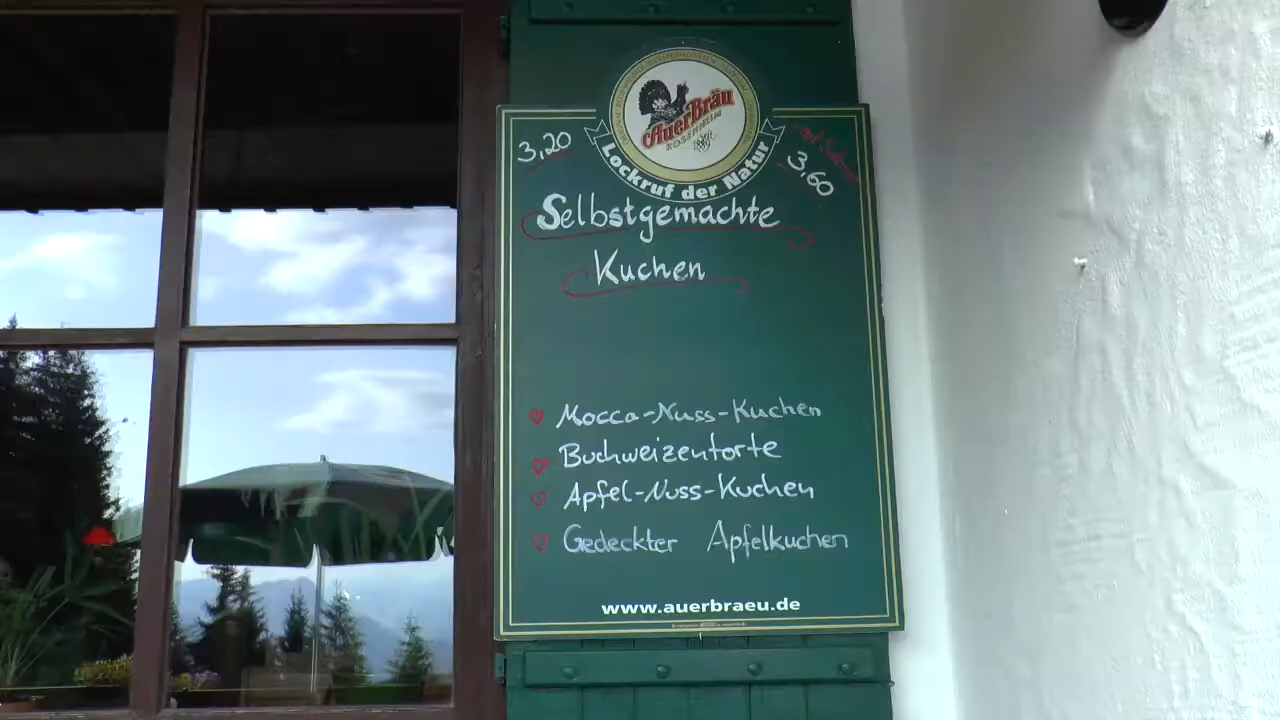 AuerBräu
ROSENHEIM
Lockruf der Natur
3,20
3,60
Selbstgemachte
Kuchen
Mocca-Nuss-Kuchen
Buchweizentorte
Apfel-Nuss-Kuchen
Gedeckter Apfelkuchen
www.auerbraeu.de